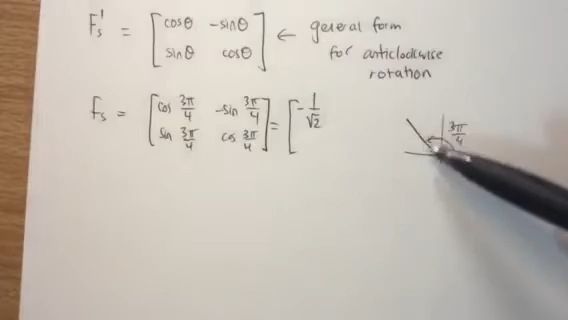 F's = [cosθ -sinθ ← general form
sinθ cosθ] for anticlockwise
rotation
fs = [cos 3π/4 -sin 3π/4
sin 3π/4 cos 3π/4] = [-1/√2
3π/4